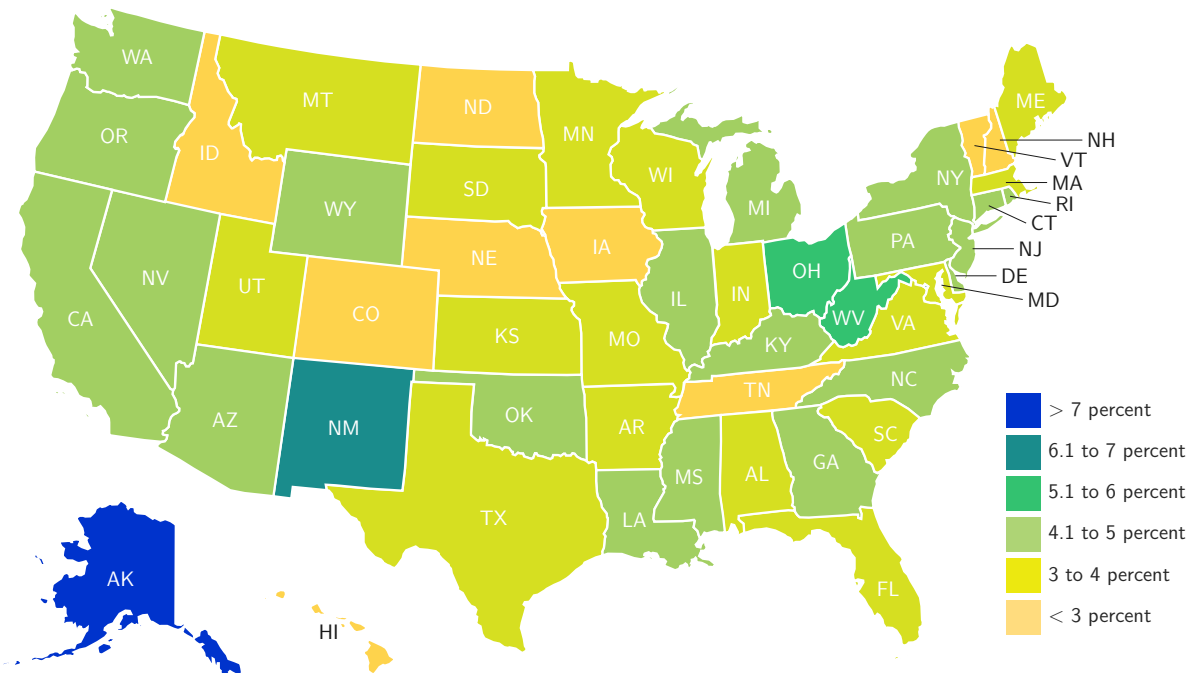 WA
MT
ND
ME
OR
MN
NH
ID
VT
WI
NY
MA
SD
RI
WY
MI
CT
PA
NJ
IA
NE
OH
DE
NV
UT
IN
IL
MD
CO
WV
CA
VA
KS
MO
KY
NC
TN
> 7 percent
OK
AZ
NM
AR
SC
6.1 to 7 percent
GA
AL
MS
5.1 to 6 percent
TX
LA
4.1 to 5 percent
AK
3 to 4 percent
FL
< 3 percent
HI